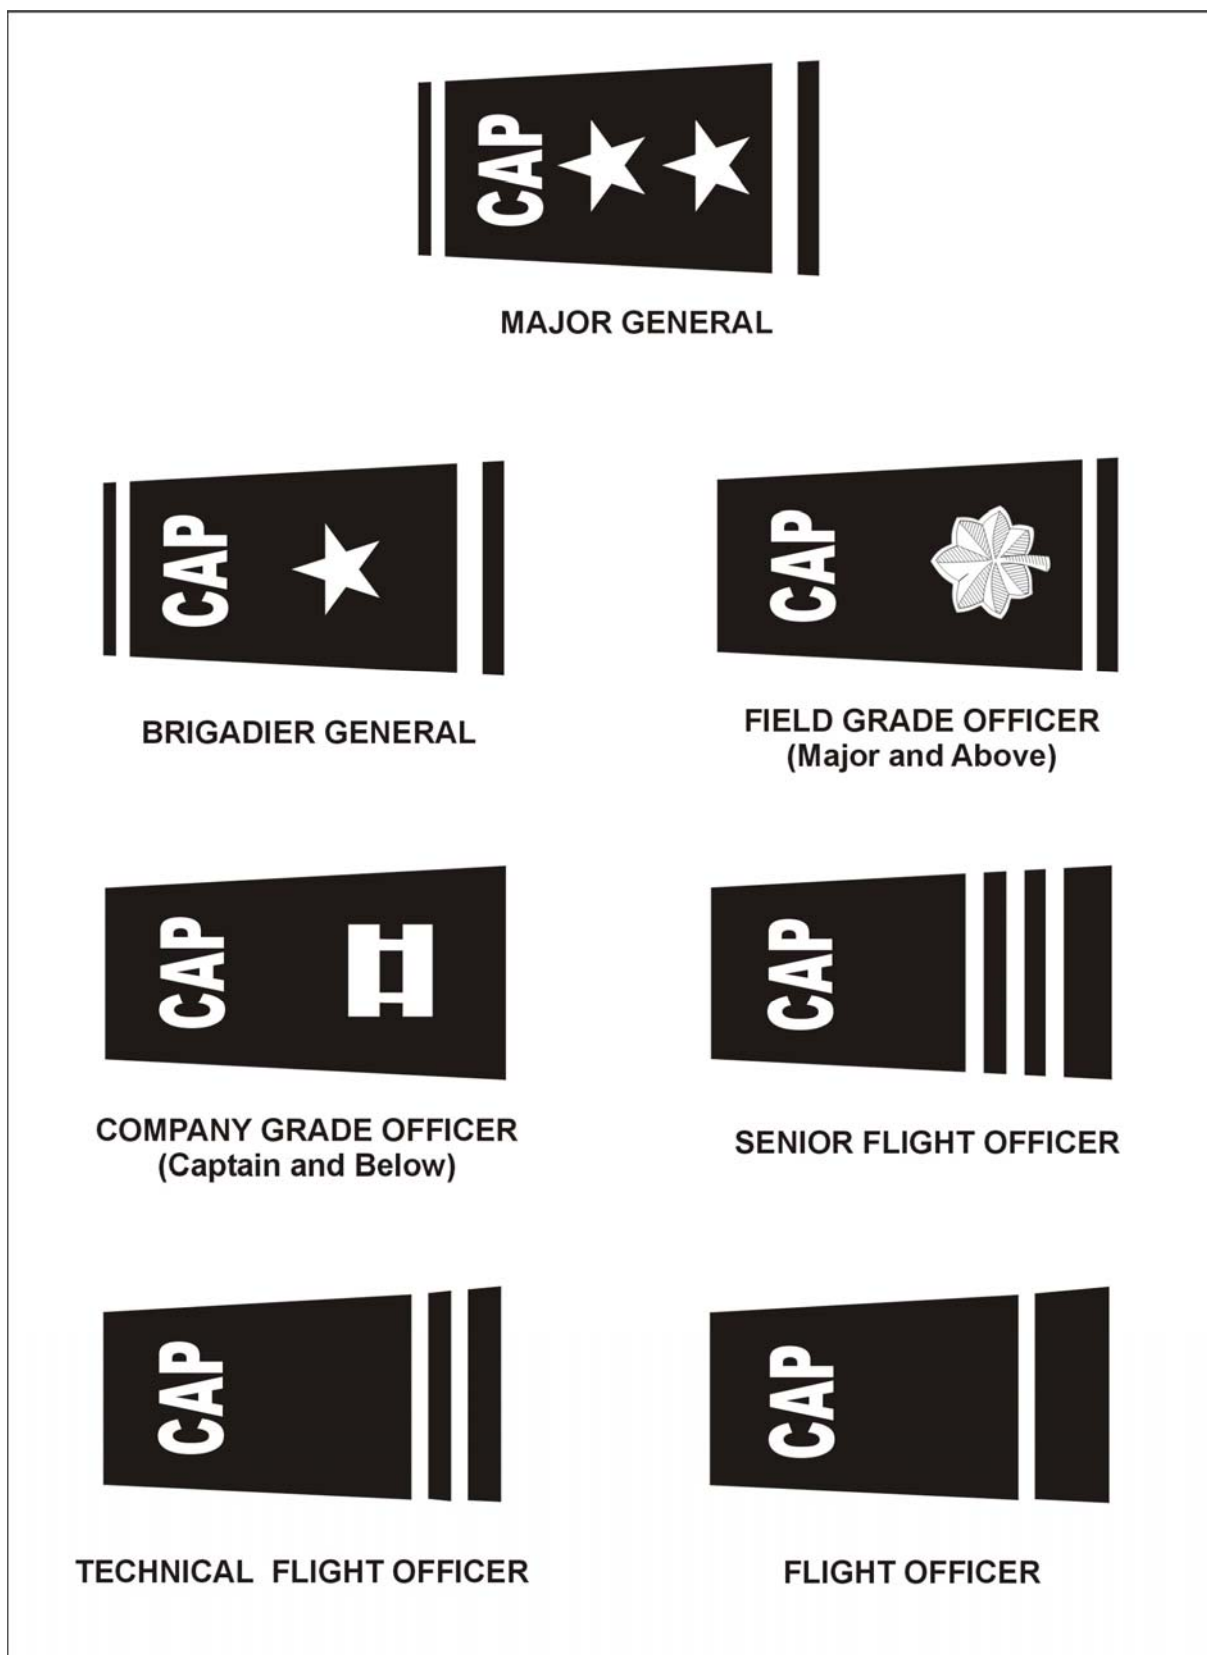 CAP
MAJOR GENERAL
CAP
BRIGADIER GENERAL
CAP
FIELD GRADE OFFICER
(Major and Above)
CAP
COMPANY GRADE OFFICER
(Captain and Below)
CAP
SENIOR FLIGHT OFFICER
CAP
TECHNICAL FLIGHT OFFICER
CAP
FLIGHT OFFICER